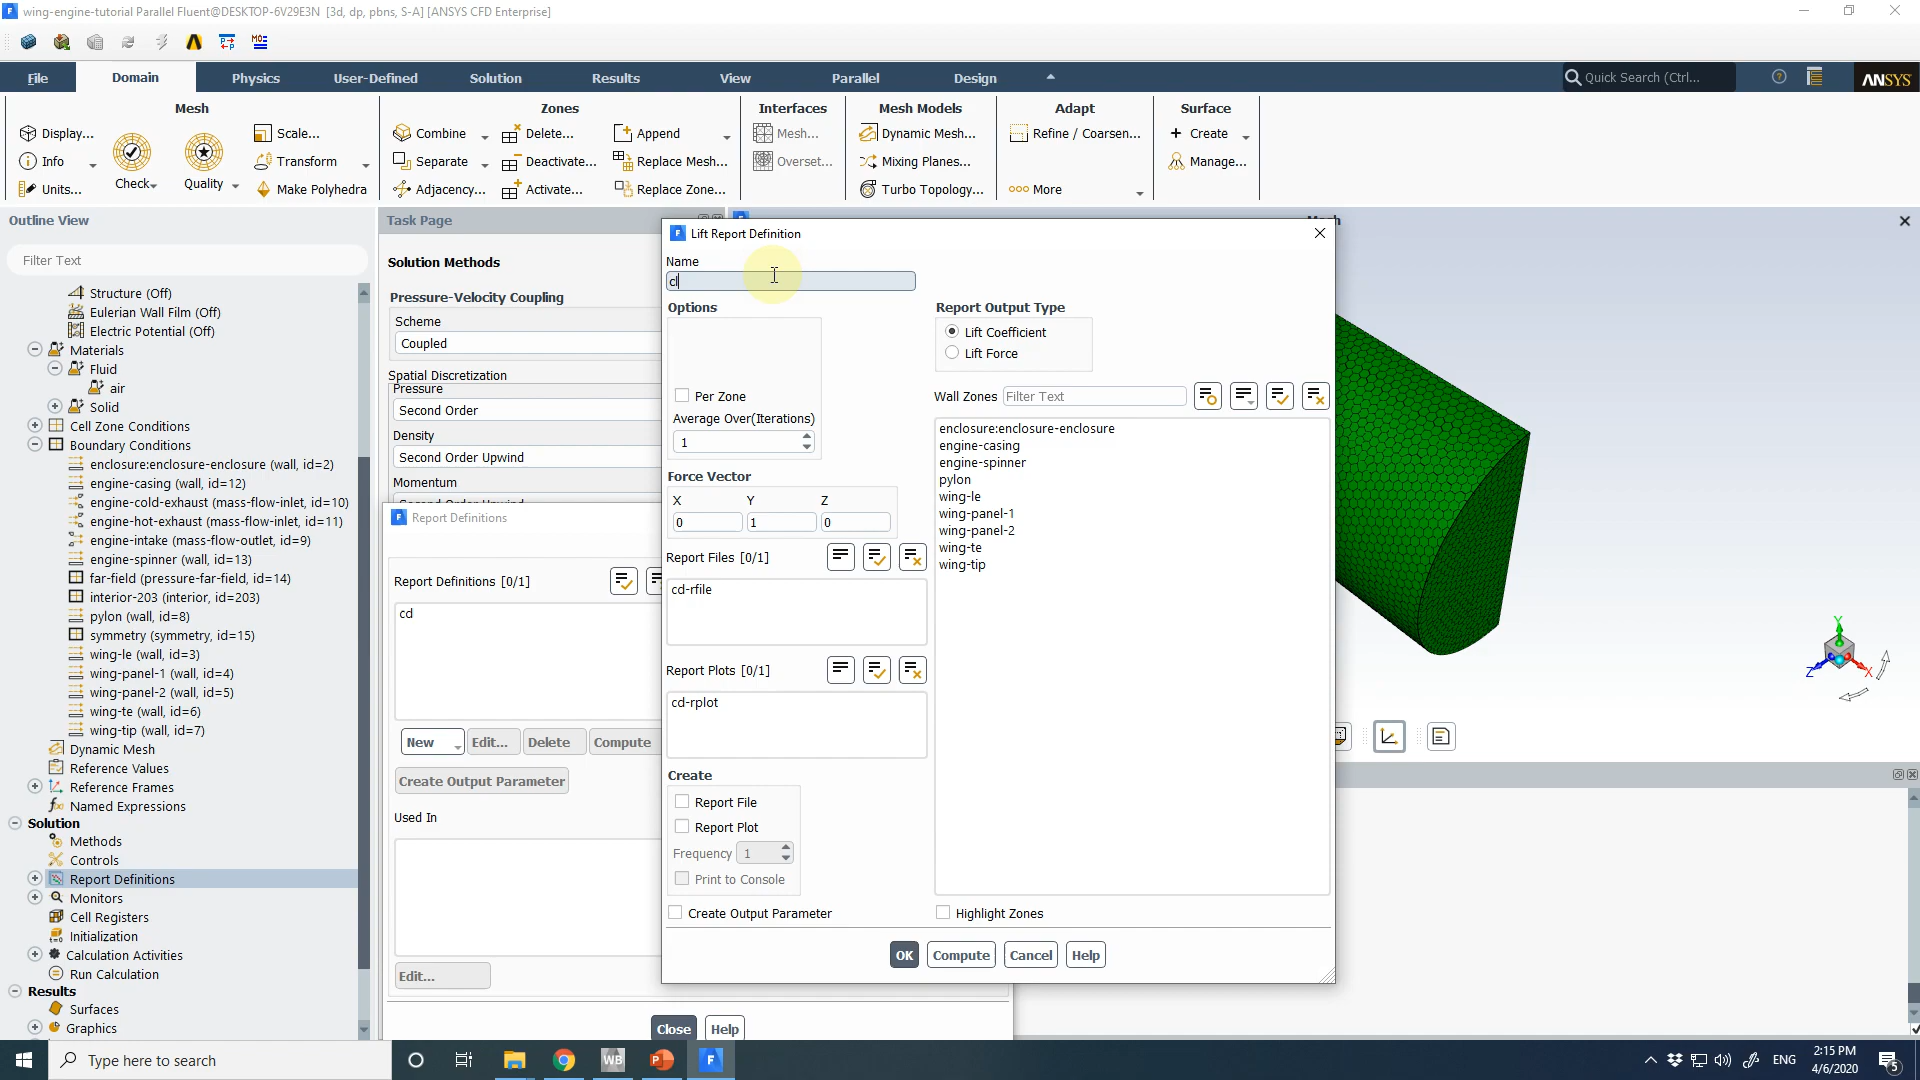 wing-engine-tutorial Parallel Fluent@DESKTOP-6V29E3N [3d, dp, pbns, S-A] [ANSYS CFD Enterprise]
File
Domain
Physics
User-Defined
Solution
Results
View
Parallel
Design
Quick Search (Ctrl...
ANSYS
Mesh
Display...
Info
Units...
Check
Quality
Scale...
Transform
Make Polyhedra
Zones
Combine
Delete...
Append
Separate
Deactivate...
Replace Mesh...
Adjacency...
Activate...
Replace Zone...
Interfaces
Mesh...
Overset...
Mesh Models
Dynamic Mesh...
Mixing Planes...
Turbo Topology...
Adapt
Refine / Coarsen...
More
Surface
Create
Manage...
Outline View
Filter Text
Structure (Off)
Eulerian Wall Film (Off)
Electric Potential (Off)
Materials
Fluid
air
Solid
Cell Zone Conditions
Boundary Conditions
enclosure:enclosure-enclosure (wall, id=2)
engine-casing (wall, id=12)
engine-cold-exhaust (mass-flow-inlet, id=10)
engine-hot-exhaust (mass-flow-inlet, id=11)
engine-intake (mass-flow-outlet, id=9)
engine-spinner (wall, id=13)
far-field (pressure-far-field, id=14)
interior-203 (interior, id=203)
pylon (wall, id=8)
symmetry (symmetry, id=15)
wing-le (wall, id=3)
wing-panel-1 (wall, id=4)
wing-panel-2 (wall, id=5)
wing-te (wall, id=6)
wing-tip (wall, id=7)
Dynamic Mesh
Reference Values
Reference Frames
Named Expressions
Solution
Methods
Controls
Report Definitions
Monitors
Cell Registers
Initialization
Calculation Activities
Run Calculation
Results
Surfaces
Graphics
Task Page
Solution Methods
Pressure-Velocity Coupling
Scheme
Coupled
Spatial Discretization
Pressure
Second Order
Density
Second Order Upwind
Momentum
Report Definitions
Report Definitions [0/1]
cd
New
Edit...
Delete
Compute
Create Output Parameter
Used In
Edit...
Close
Help
Lift Report Definition
Name
cl
Options
Per Zone
Average Over(Iterations)
1
Force Vector
X Y Z
0 1 0
Report Files [0/1]
cd-rfile
Report Plots [0/1]
cd-rplot
Create
Report File
Report Plot
Frequency 1
Print to Console
Create Output Parameter
Report Output Type
Lift Coefficient
Lift Force
Wall Zones Filter Text
enclosure:enclosure-enclosure
engine-casing
engine-spinner
pylon
wing-le
wing-panel-1
wing-panel-2
wing-te
wing-tip
Highlight Zones
OK
Compute
Cancel
Help
Y
Z
X
Type here to search
WB
ENG
2:15 PM
4/6/2020
5